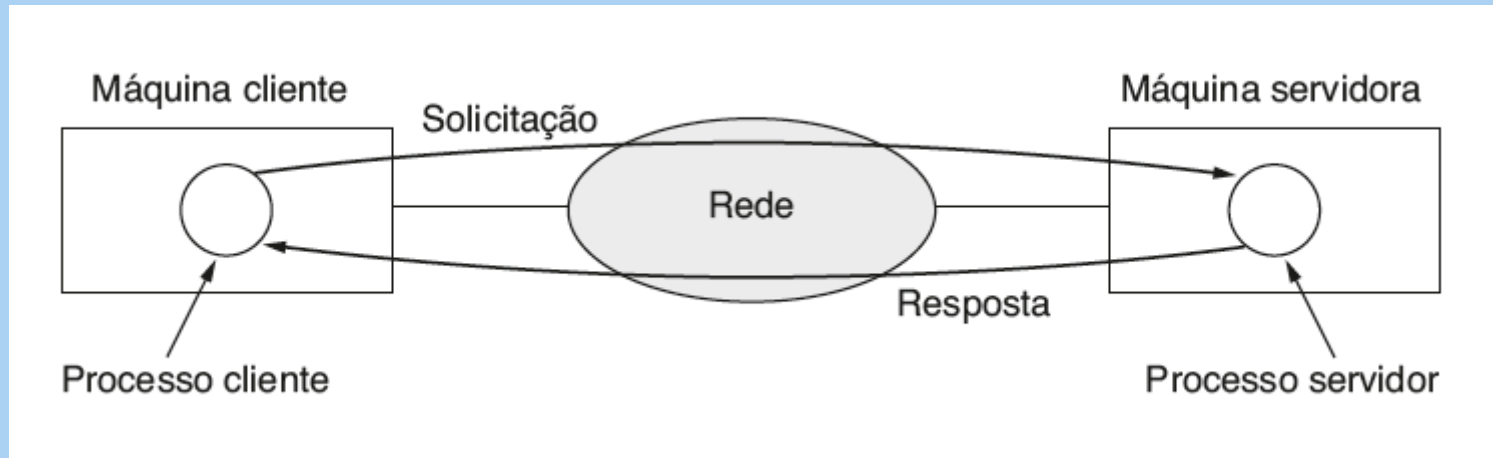 Máquina cliente
Máquina servidora
Solicitação
Rede
Resposta
Processo cliente
Processo servidor